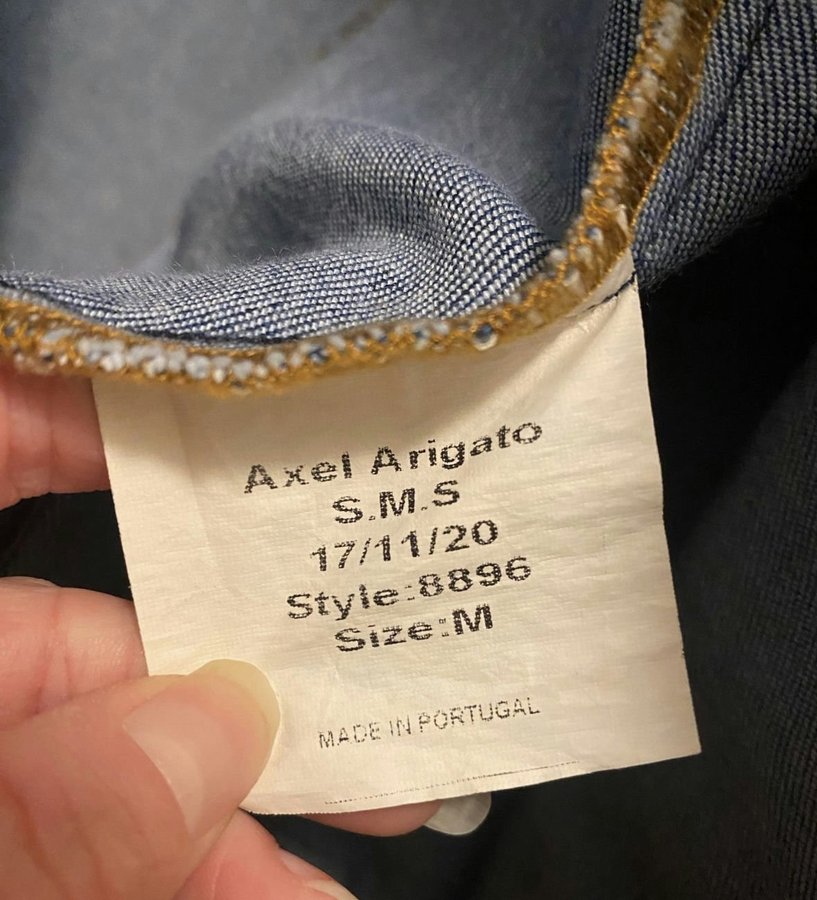 Axel Arigato
S.M.S
17/11/20
Style:8896
Size:M
MADE IN PORTUGAL